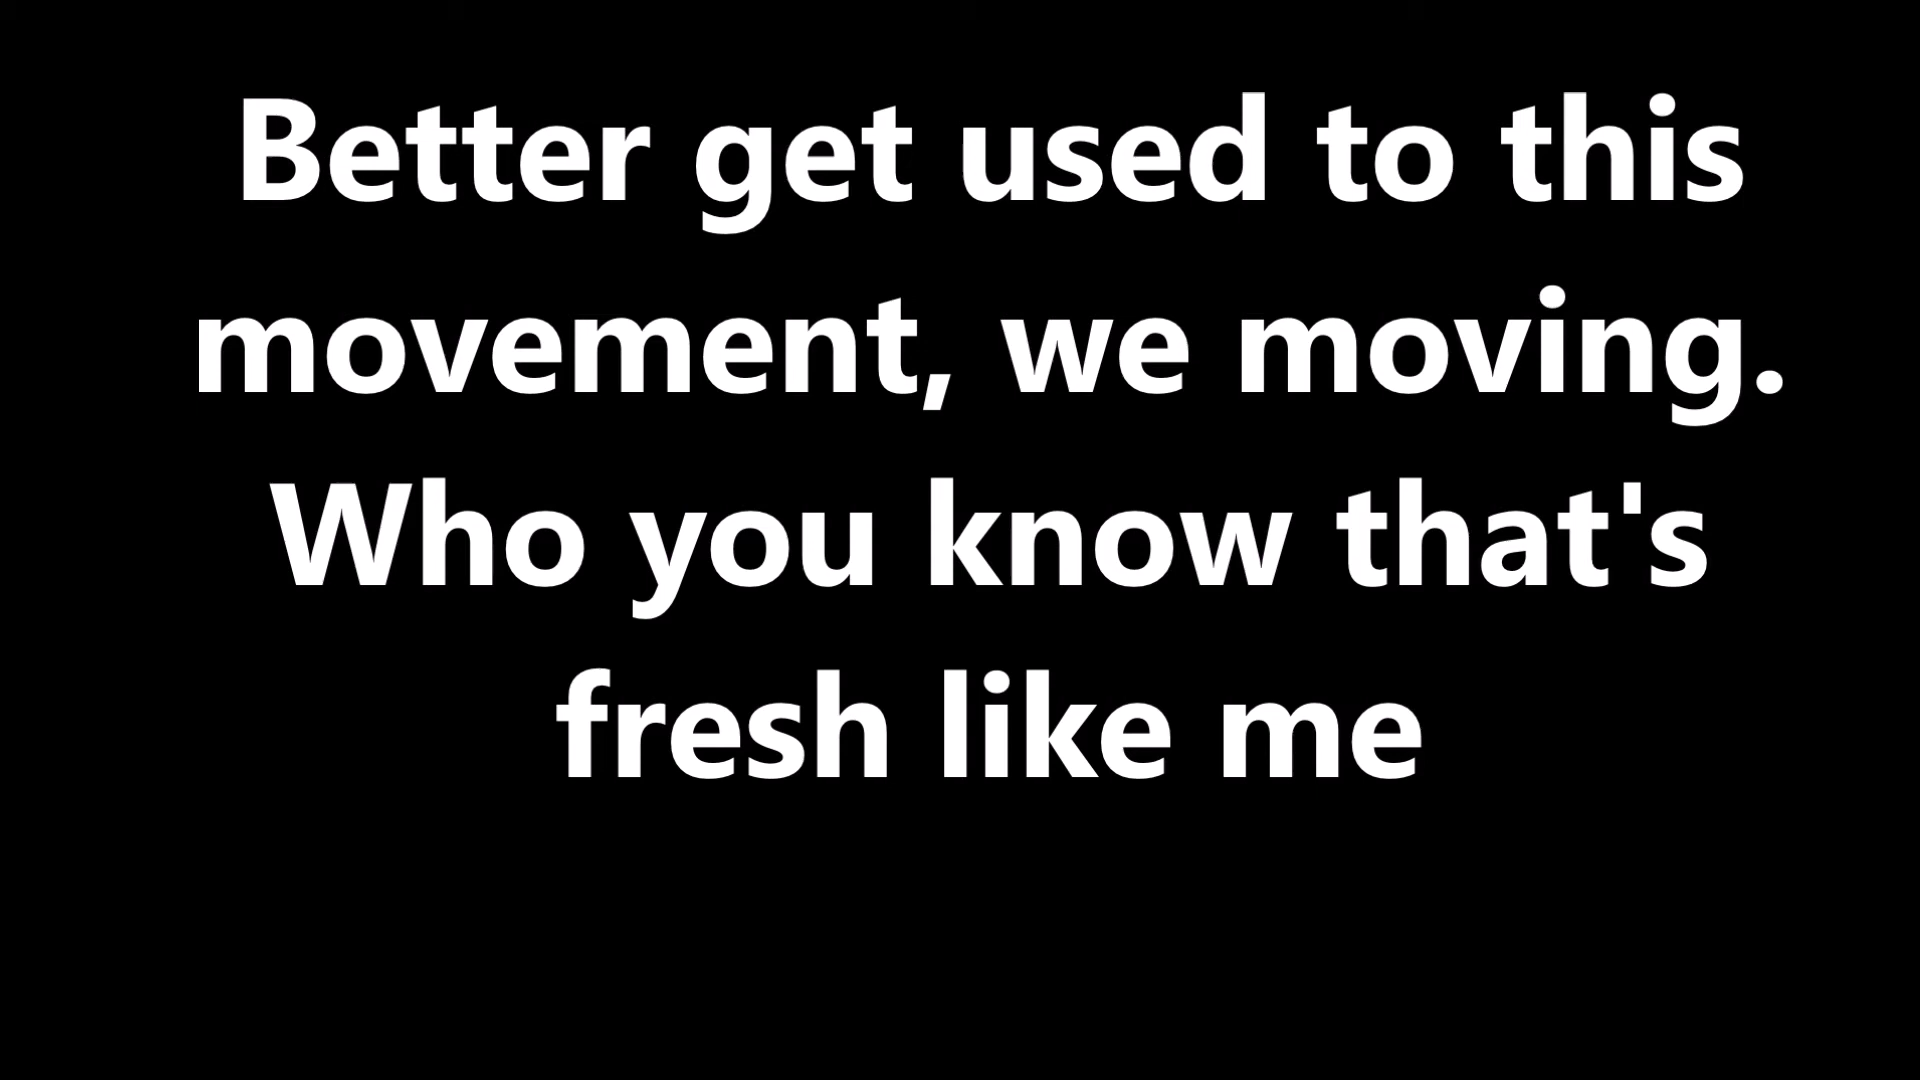 Better get used to this
movement, we moving.
Who you know that's
fresh like me